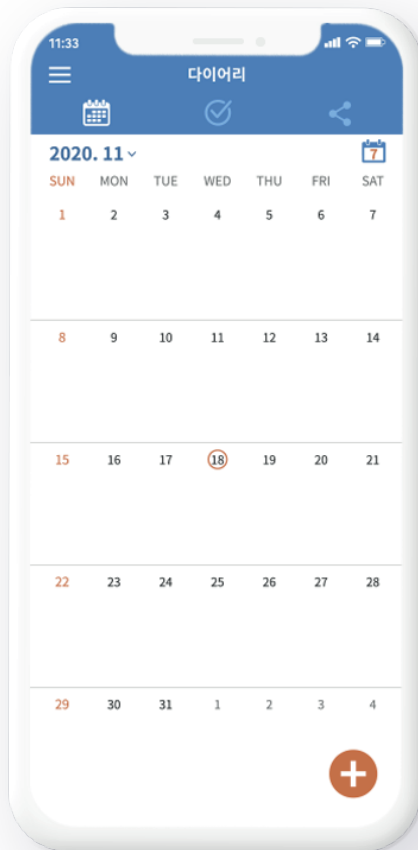 11:33
다이어리
2020. 11
7
SUN MON TUE WED THU FRI SAT
1 2 3 4 5 6 7
8 9 10 11 12 13 14
15 16 17 18 19 20 21
22 23 24 25 26 27 28
29 30 31 1 2 3 4